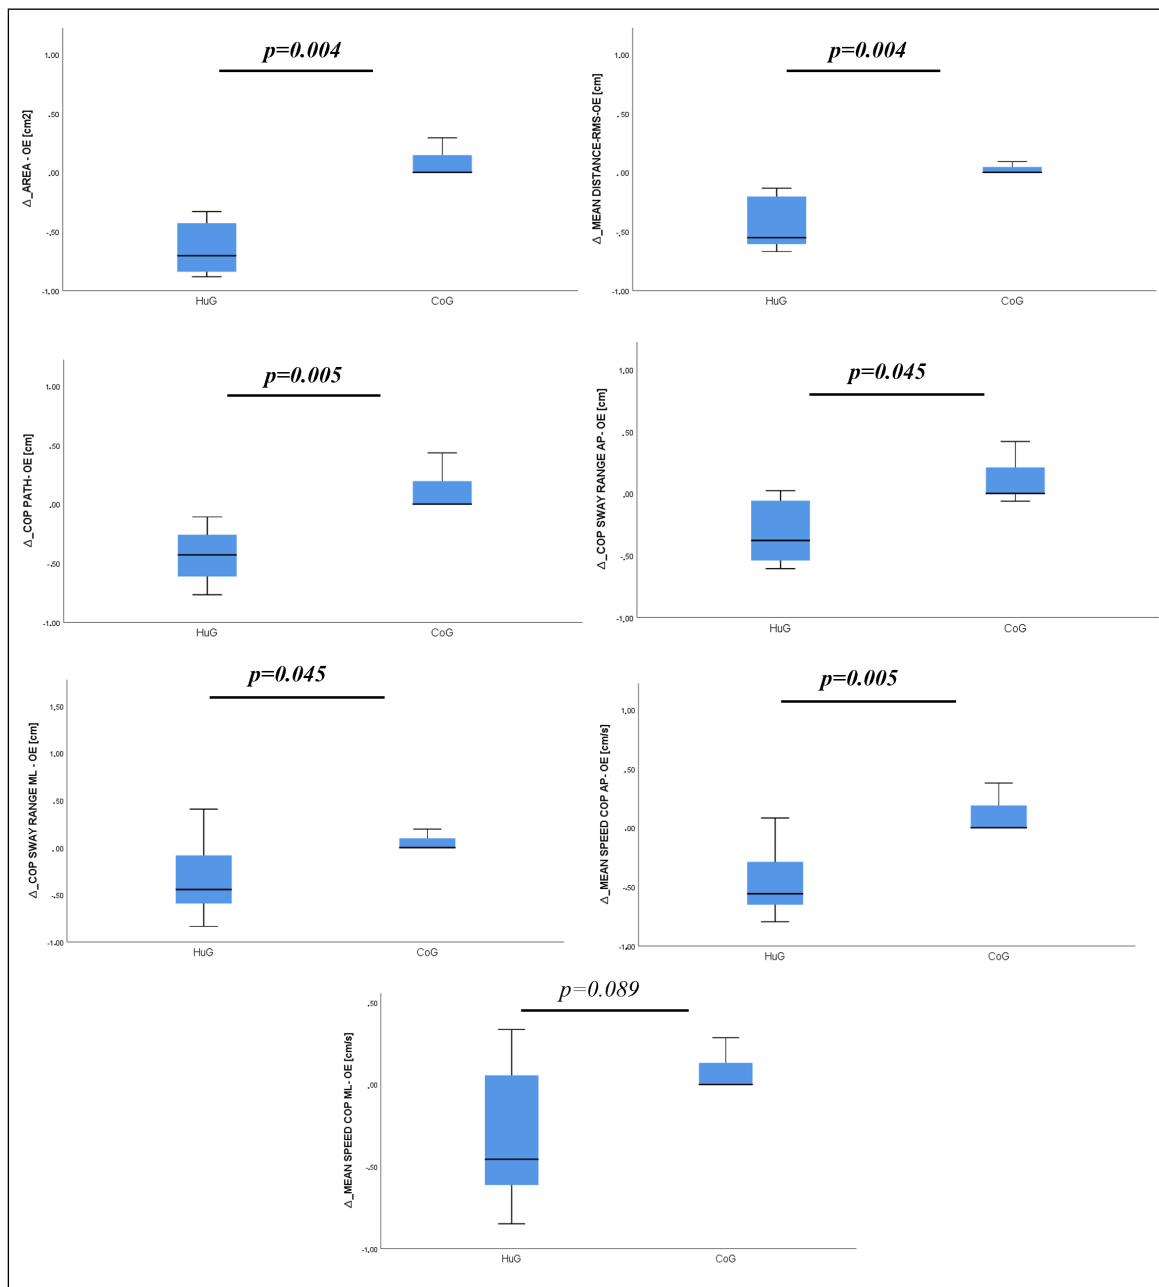 p=0.004
Δ_AREA - OE [cm2]
1.00
.50
.00
-.50
-1.00
HuG CoG
p=0.004
Δ_MEAN DISTANCE-RMS-OE [cm]
1.00
.50
.00
-.50
-1.00
HuG CoG
p=0.005
Δ_COP PATH- OE [cm]
1.00
.50
.00
-.50
-1.00
HuG CoG
p=0.045
Δ_COP SWAY RANGE AP- OE [cm]
1.00
.50
.00
-.50
-1.00
HuG CoG
p=0.045
Δ_COP SWAY RANGE ML - OE [cm]
1.50
1.00
.50
.00
-.50
-1.00
HuG CoG
p=0.005
Δ_MEAN SPEED COP AP- OE [cm/s]
1.00
.50
.00
-.50
-1.00
HuG CoG
p=0.089
Δ_MEAN SPEED COP ML- OE [cm/s]
.50
.00
-.50
-1.00
HuG CoG